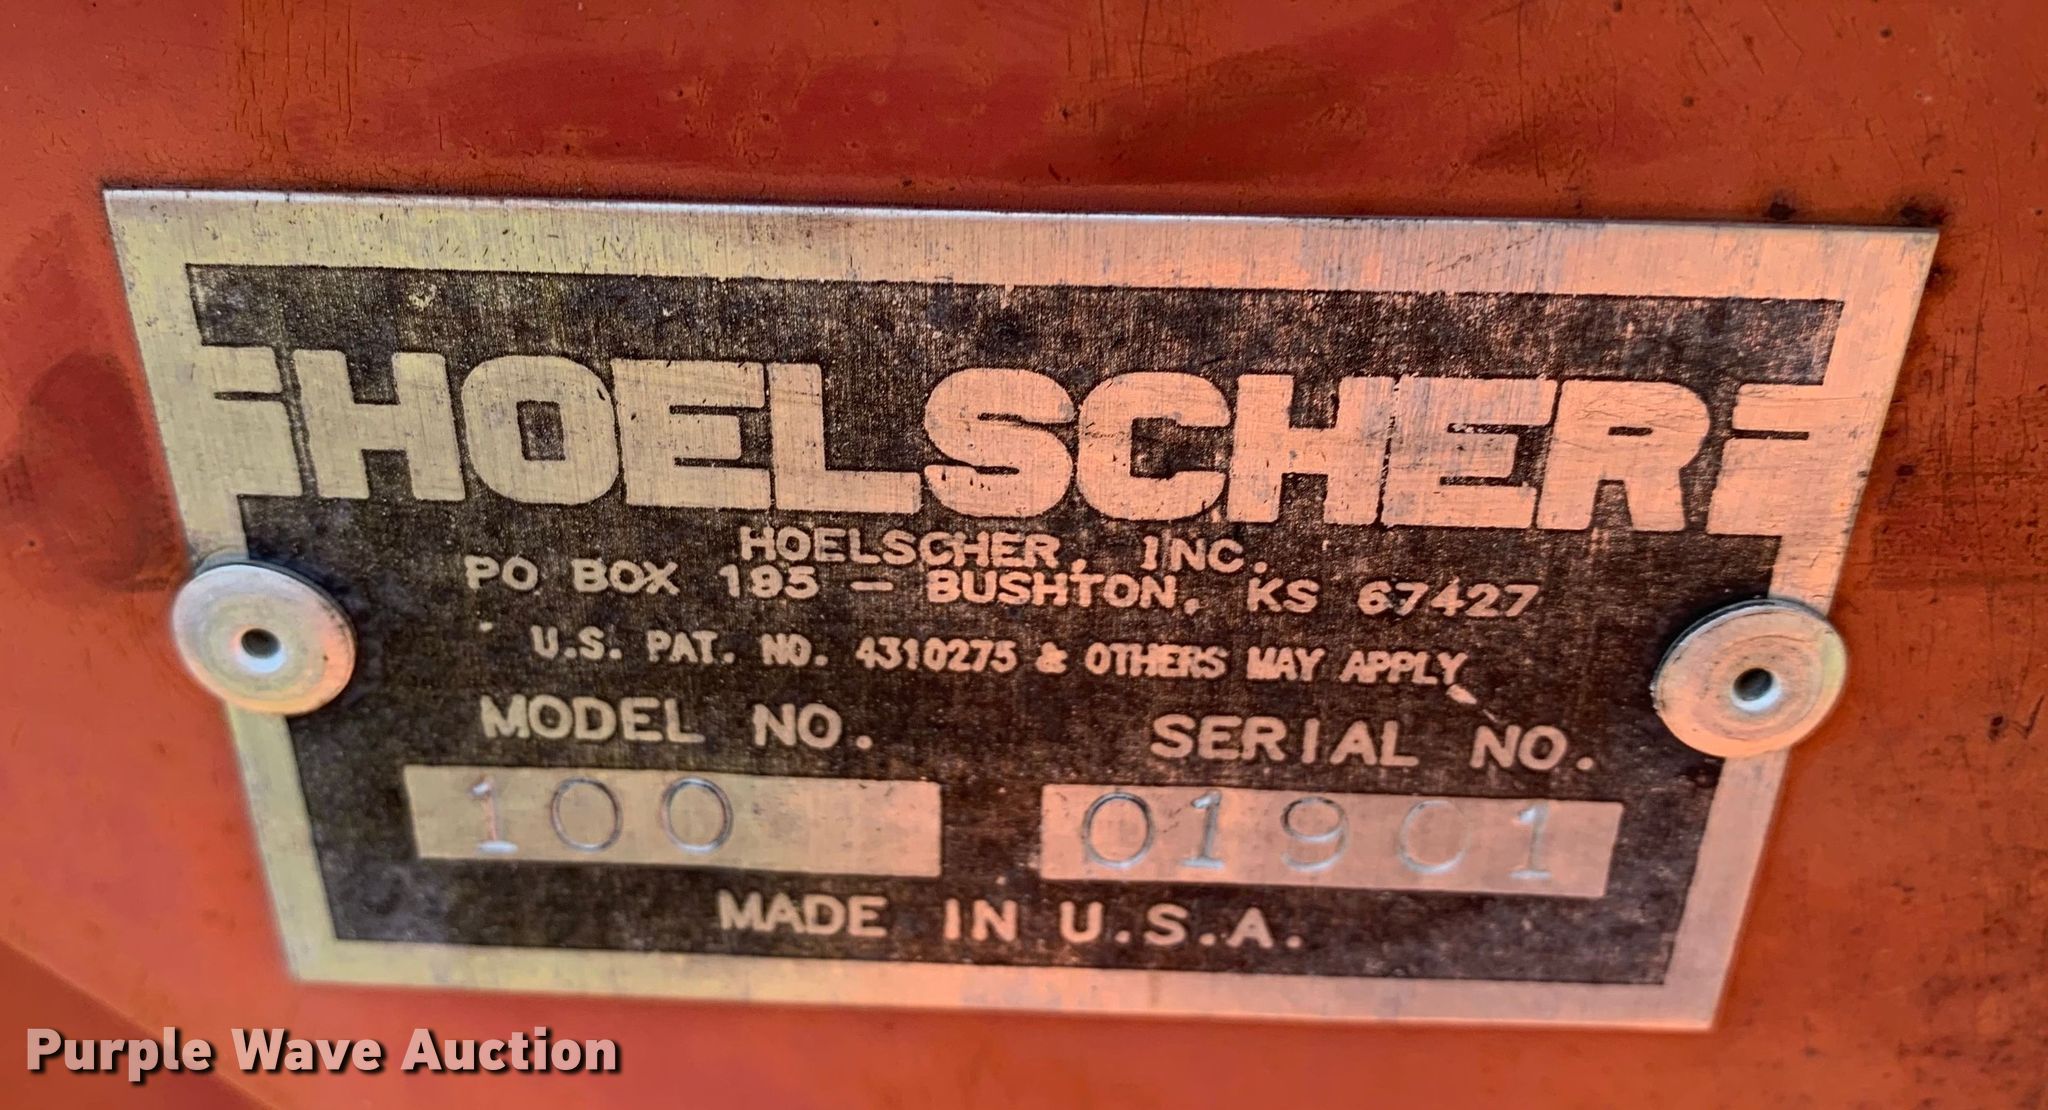 HOELSCHER
HOELSCHER, INC.
PO BOX 195 – BUSHTON, KS 67427
U.S. PAT. NO. 4310275 & OTHERS MAY APPLY
MODEL NO. SERIAL NO.
100 01901
MADE IN U.S.A.
Purple Wave Auction